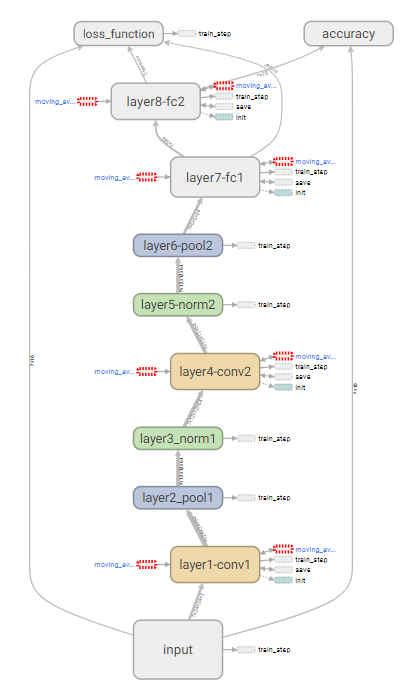 loss_function
train_step
accuracy
moving_av...
layer8-fc2
moving_av...
train_step
save
init
moving_av...
layer7-fc1
moving_av...
train_step
save
init
layer6-pool2
train_step
layer5-norm2
train_step
moving_av...
layer4-conv2
moving_av...
train_step
save
init
layer3_norm1
train_step
layer2_pool1
train_step
moving_av...
layer1-conv1
moving_av...
train_step
save
init
input
train_step